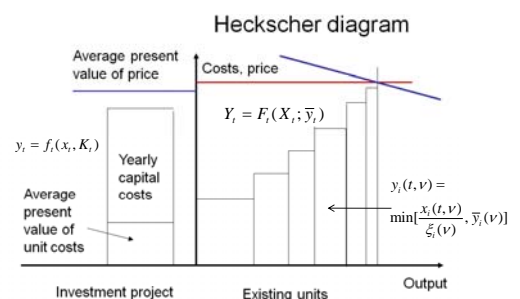 Heckscher diagram
Average present
value of price
Costs, price
Y_t = F_t(X_t; ȳ_t)
y_t = f_t(x_t, K_t)
Yearly
capital
costs
Average
present
value of
unit costs
y_i(t, ν) =
min[x_i(t, ν)/ξ_i(ν), ȳ_i(ν)]
Output
Investment project
Existing units